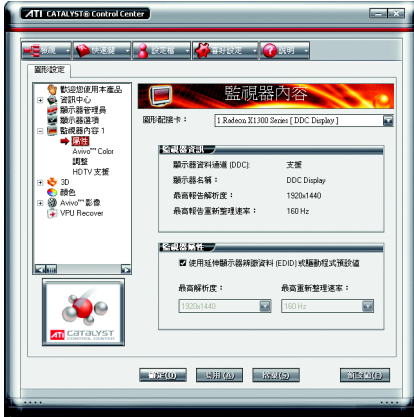 ATI CATALYST® Control Center
檢視 快速鍵 設定檔 喜好設定 說明
圖形設定
歡迎您使用本產品
資訊中心
顯示器管理員
顯示器選項
監視器內容 1
屬性
Avivo™ Color
調整
HDTV 支援
3D
顏色
Avivo™ 影像
VPU Recover
ATI CATALYST
CONTROL CENTER
監視器內容
圖形配接卡：
1.Radeon X1300 Series [ DDC Display ]
監視器資訊
顯示器資料通道 (DDC): 支援
顯示器名稱： DDC Display
最高報告解析度： 1920x1440
最高報告重新整理速率： 160 Hz
監視器屬性
使用延伸顯示器辨識資料 (EDID) 或驅動程式預設值
最高解析度： 最高重新整理速率：
1920x1440 160 Hz
確定(O) 套用(A) 預設(S)